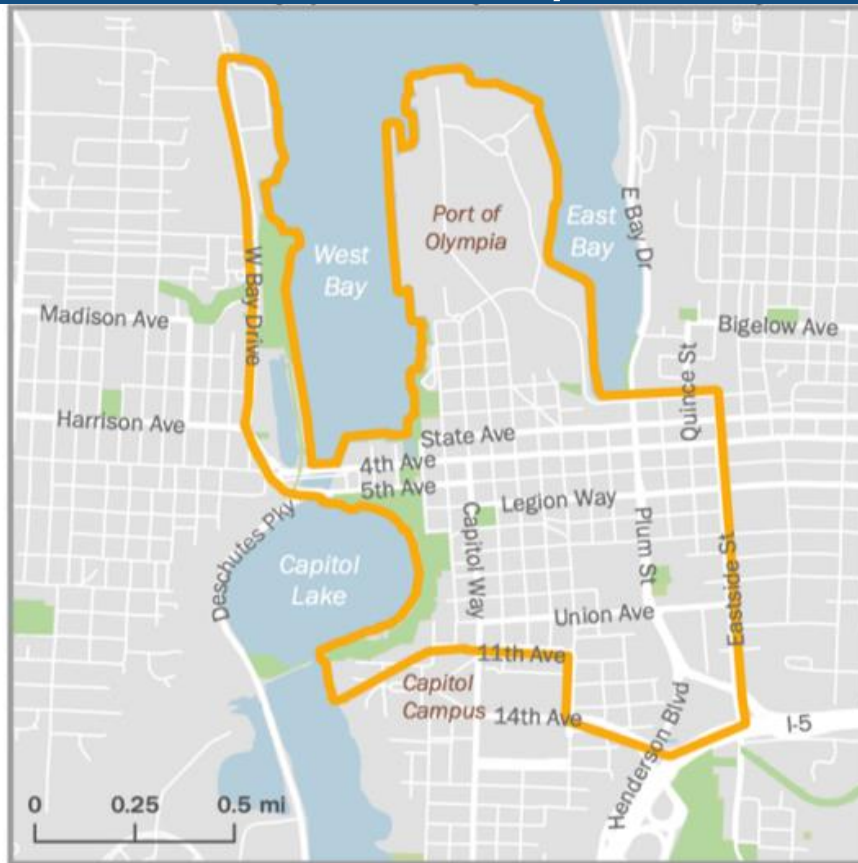 Port of
Olympia
East
Bay
E Bay Dr
West
Bay
W Bay Drive
Madison Ave
Bigelow Ave
Quince St
Harrison Ave
State Ave
4th Ave
5th Ave
Legion Way
Deschutes Pky
Capitol Way
Plum St
Eastside St
Capitol
Lake
Union Ave
11th Ave
Capitol
Campus
14th Ave
Henderson Blvd
I-5
0 0.25 0.5 mi